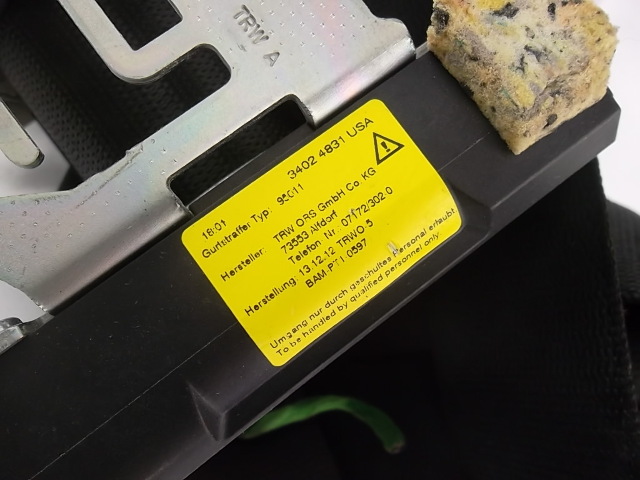 TRW A
3402 4831 USA
18:01
Gurtstraffer Typ: 95011
Hersteller: TRW ORS GmbH Co. KG
73553 Alfdorf
Telefon Nr.: 07172/302.0
Herstellung: 13.12.12 TRWO 5
BAM-PT1 0597
Umgang nur durch geschultes Personal erlaubt
To be handled by qualified personnel only